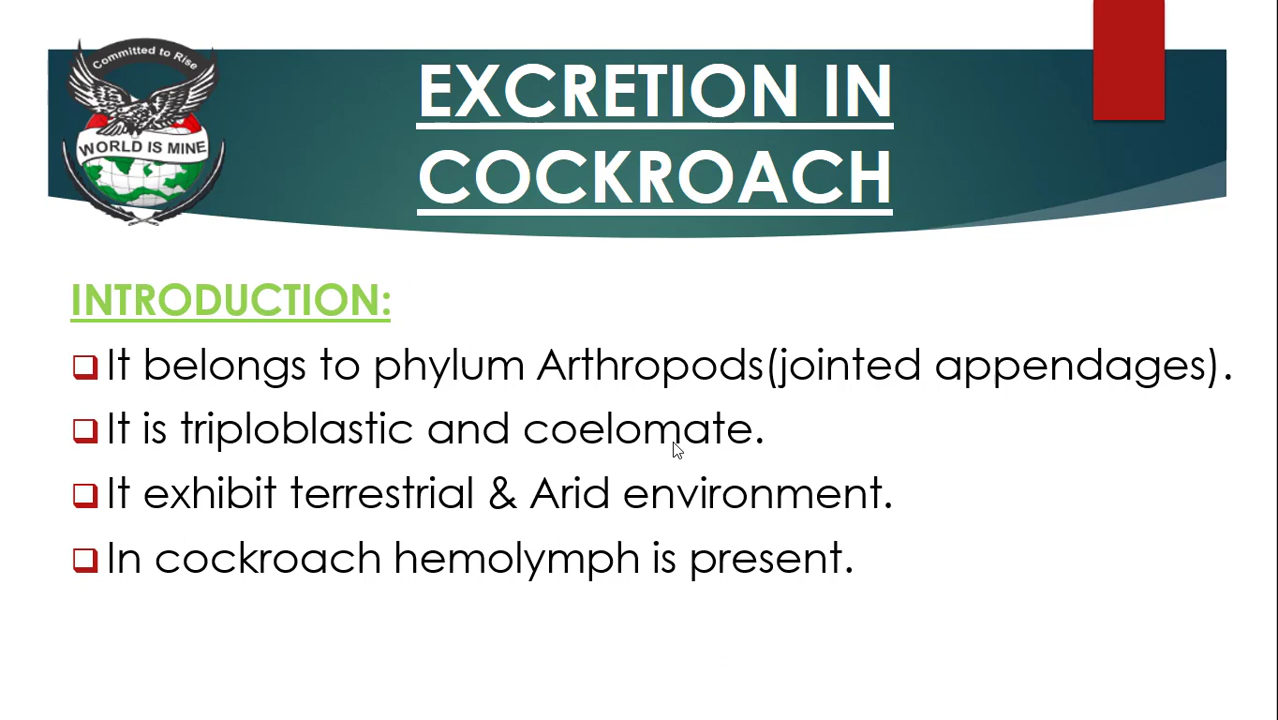 Committed to Rise
WORLD IS MINE
EXCRETION IN
COCKROACH
INTRODUCTION:
It belongs to phylum Arthropods(jointed appendages).
It is triploblastic and coelomate.
It exhibit terrestrial & Arid environment.
In cockroach hemolymph is present.